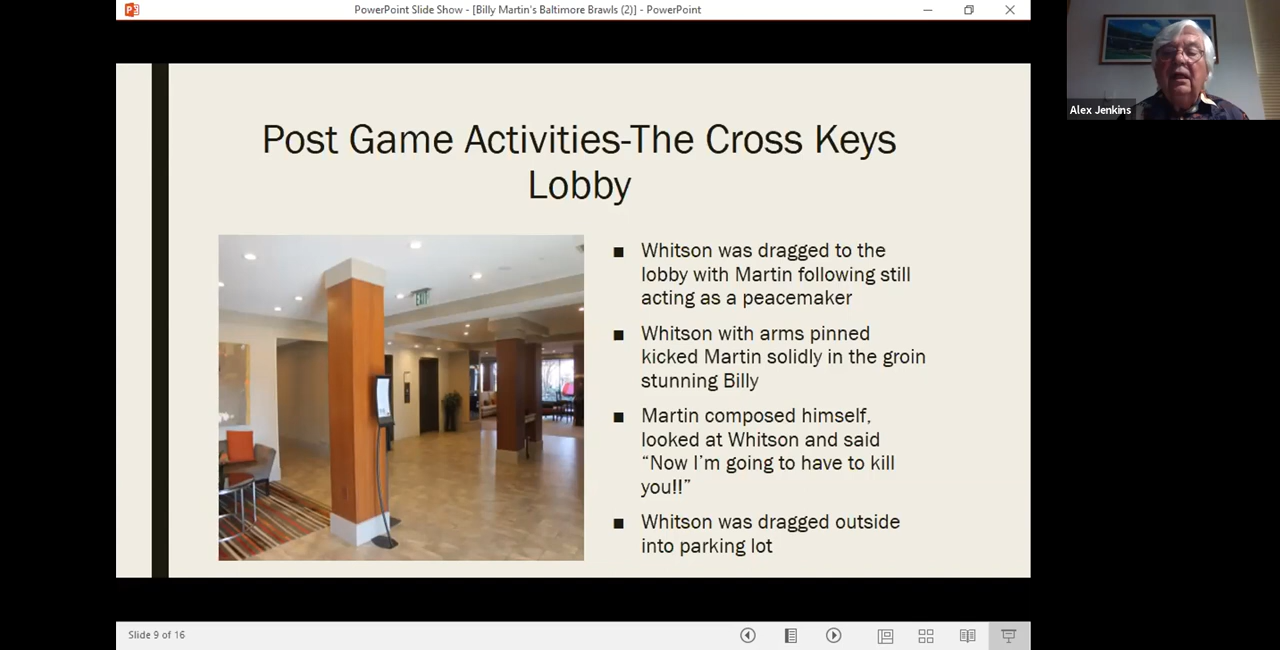 PowerPoint Slide Show - [Billy Martin's Baltimore Brawls (2)] - PowerPoint
Alex Jenkins
Post Game Activities-The Cross Keys
Lobby
EXIT
■ Whitson was dragged to the
lobby with Martin following still
acting as a peacemaker
■ Whitson with arms pinned
kicked Martin solidly in the groin
stunning Billy
■ Martin composed himself,
looked at Whitson and said
“Now I’m going to have to kill
you!!”
■ Whitson was dragged outside
into parking lot
Slide 9 of 16